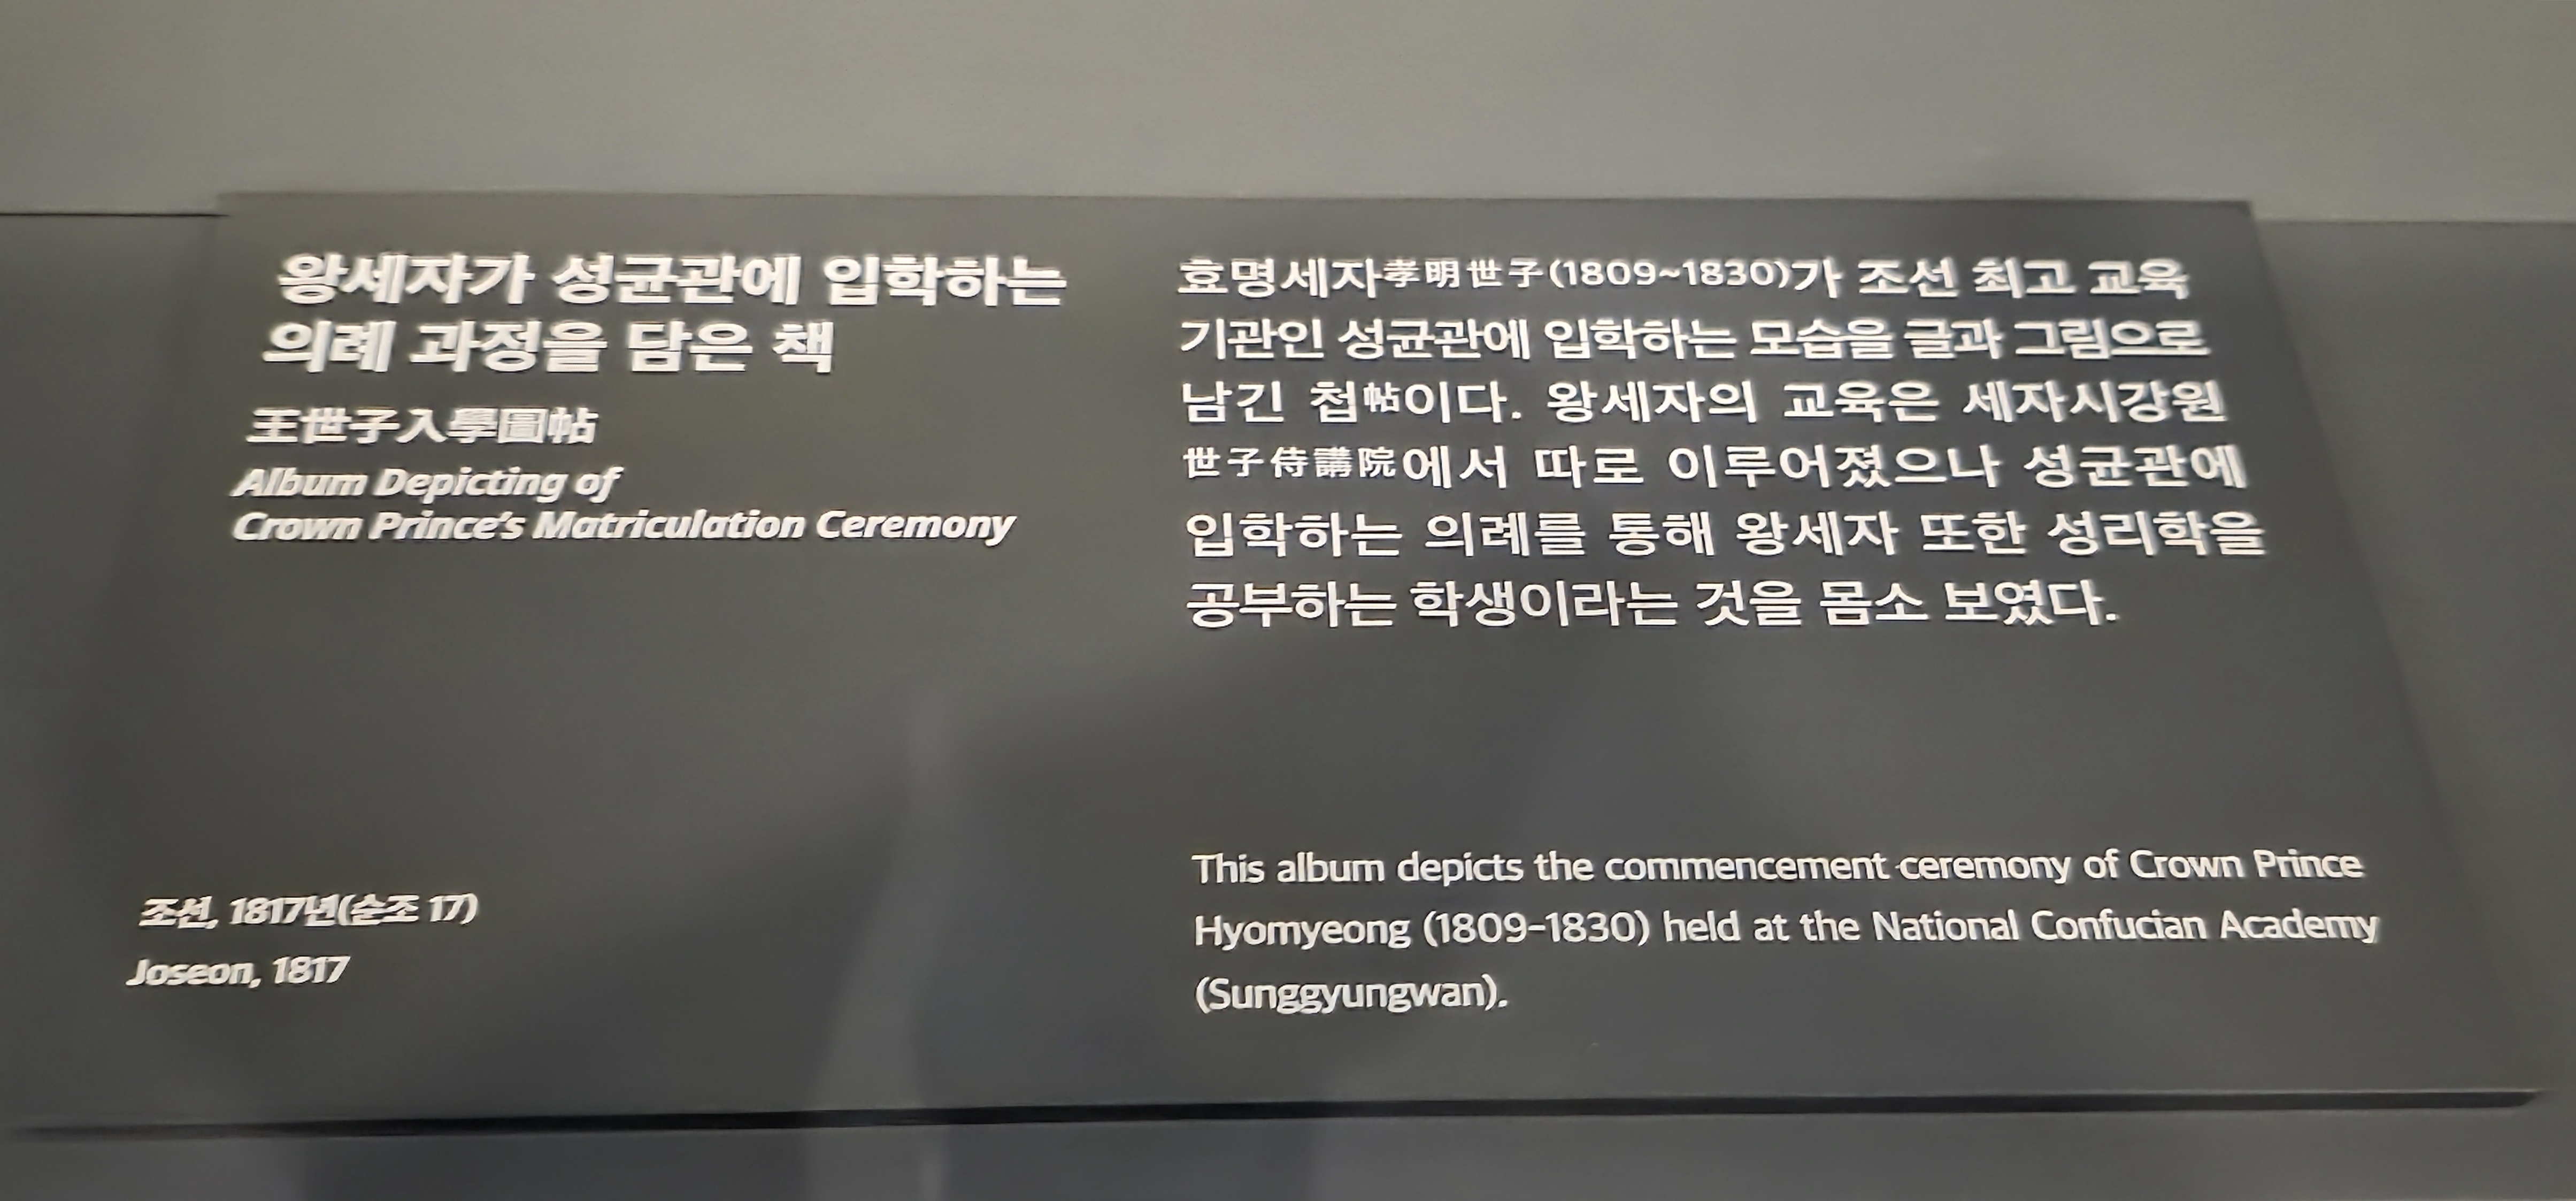 왕세자가 성균관에 입학하는
의례 과정을 담은 책
王世子入學圖帖
Album Depicting of
Crown Prince's Matriculation Ceremony
조선, 1817년(순조 17)
Joseon, 1817
효명세자孝明世子(1809~1830)가 조선 최고 교육
기관인 성균관에 입학하는 모습을 글과 그림으로
남긴 첩帖이다. 왕세자의 교육은 세자시강원
世子侍講院에서 따로 이루어졌으나 성균관에
입학하는 의례를 통해 왕세자 또한 성리학을
공부하는 학생이라는 것을 몸소 보였다.
This album depicts the commencement ceremony of Crown Prince
Hyomyeong (1809-1830) held at the National Confucian Academy
(Sunggyungwan).